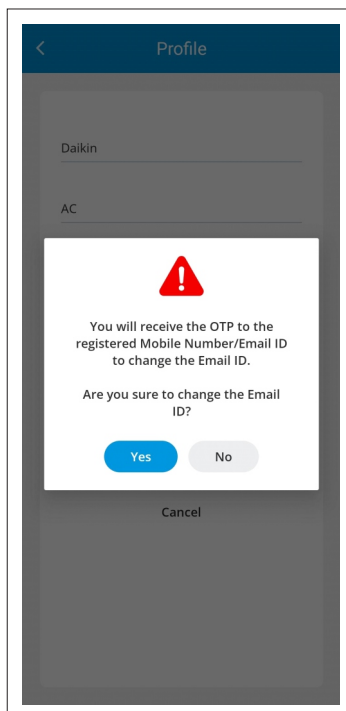 Profile
Daikin
AC
You will receive the OTP to the
registered Mobile Number/Email ID
to change the Email ID.
Are you sure to change the Email
ID?
Yes No
Cancel